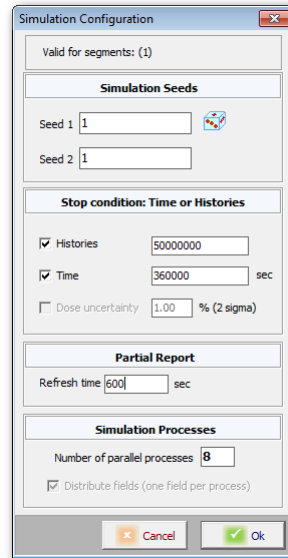 Simulation Configuration
Valid for segments: (1)
Simulation Seeds
Seed 1 1
Seed 2 1
Stop condition: Time or Histories
Histories 50000000
Time 360000 sec
Dose uncertainty 1.00 % (2 sigma)
Partial Report
Refresh time 600 sec
Simulation Processes
Number of parallel processes 8
Distribute fields (one field per process)
Cancel Ok